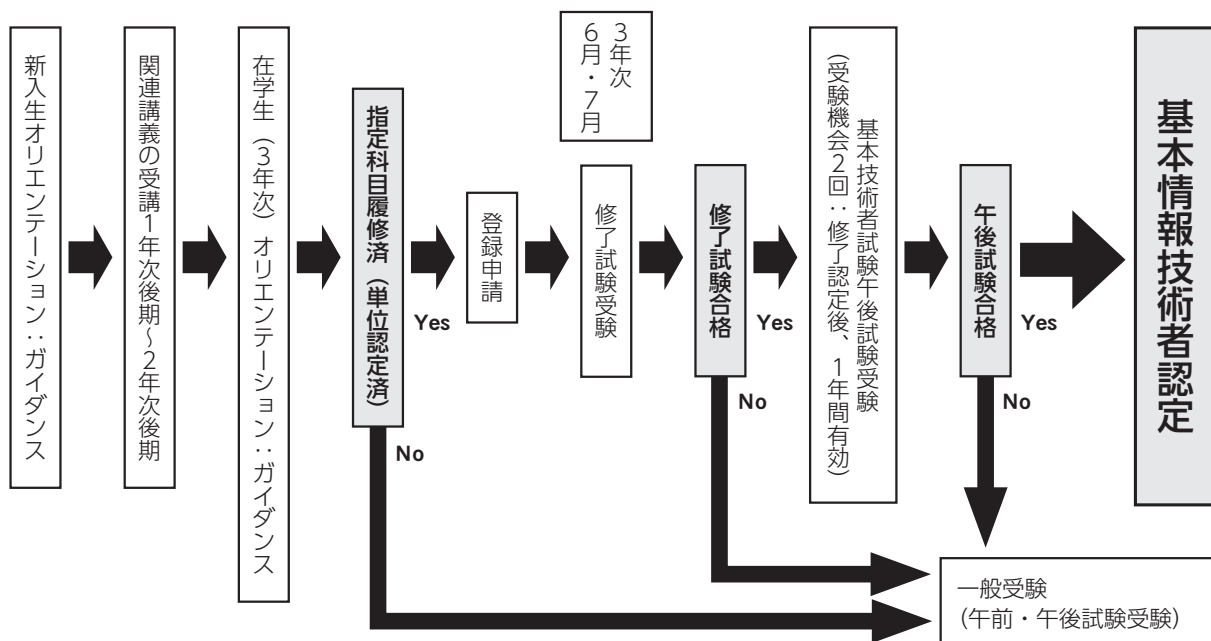 新入生オリエンテーション：ガイダンス
関連講義の受講1年次後期〜2年次後期
在学生（3年次）オリエンテーション：ガイダンス
指定科目履修済（単位認定済）
Yes
No
登録申請
3年次
6月・7月
修了試験受験
修了試験合格
Yes
No
基本技術者試験午後試験受験
（受験機会2回：修了認定後、1年間有効）
午後試験合格
Yes
No
基本情報技術者認定
一般受験
(午前・午後試験受験)